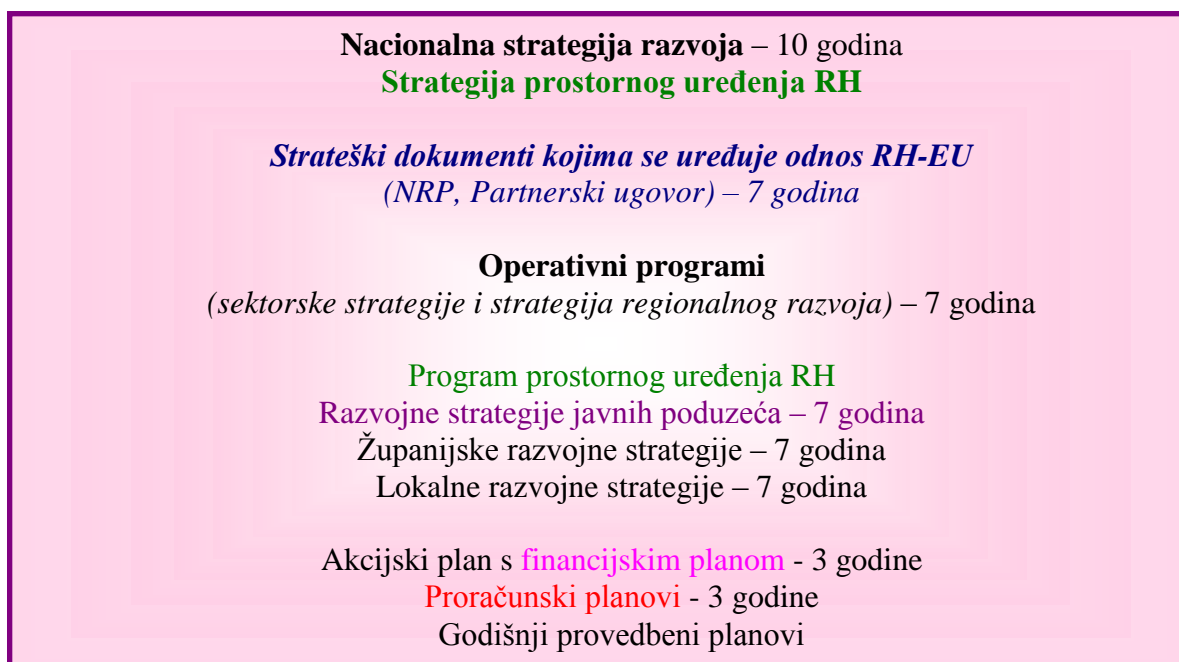 Nacionalna strategija razvoja – 10 godina
Strategija prostornog uređenja RH
Strateški dokumenti kojima se uređuje odnos RH-EU
(NRP, Partnerski ugovor) – 7 godina
Operativni programi
(sektorske strategije i strategija regionalnog razvoja) – 7 godina
Program prostornog uređenja RH
Razvojne strategije javnih poduzeća – 7 godina
Županijske razvojne strategije – 7 godina
Lokalne razvojne strategije – 7 godina
Akcijski plan s financijskim planom - 3 godine
Proračunski planovi - 3 godine
Godišnji provedbeni planovi